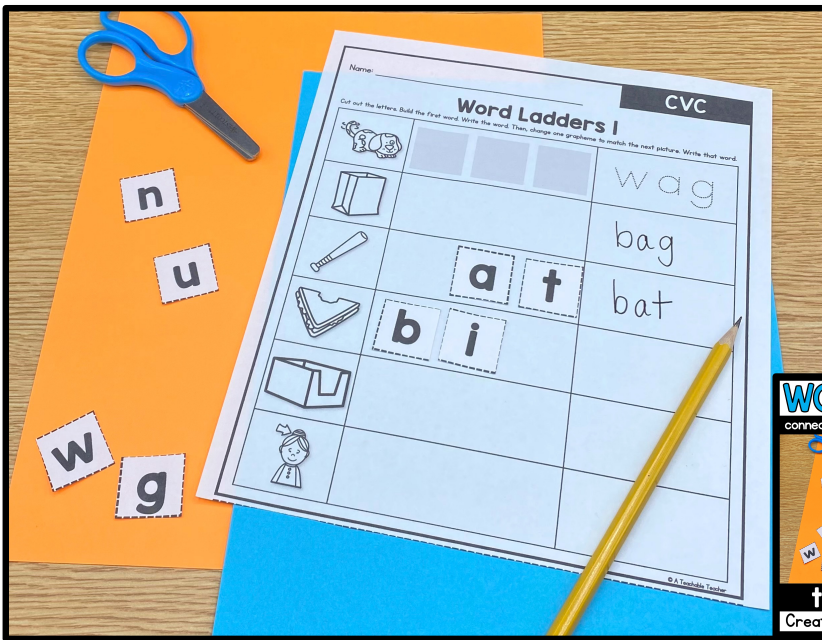 Name:
CVC
Word Ladders 1
Cut out the letters. Build the first word. Write the word. Then, change one grapheme to match the next picture. Write that word.
wag
bag
bat
a t
b i
n
u
w
g
© A Teachable Teacher
w